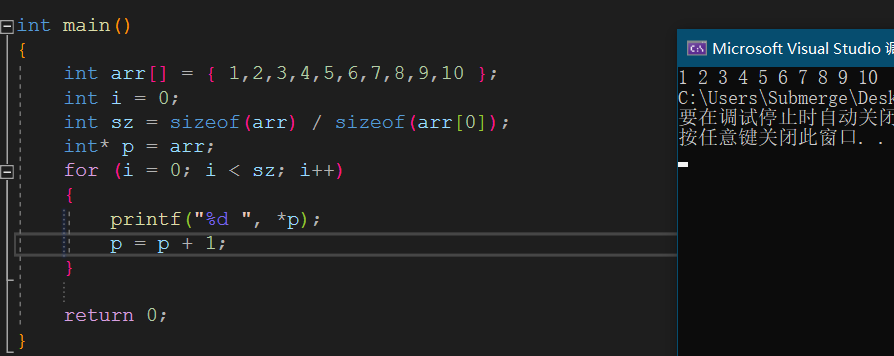 int main()
{
int arr[] = { 1,2,3,4,5,6,7,8,9,10 };
int i = 0;
int sz = sizeof(arr) / sizeof(arr[0]);
int* p = arr;
for (i = 0; i < sz; i++)
{
printf("%d ", *p);
p = p + 1;
}
return 0;
}
Microsoft Visual Studio 调
1 2 3 4 5 6 7 8 9 10
C:\Users\Submerge\Desk
要在调试停止时自动关闭
按任意键关闭此窗口. .